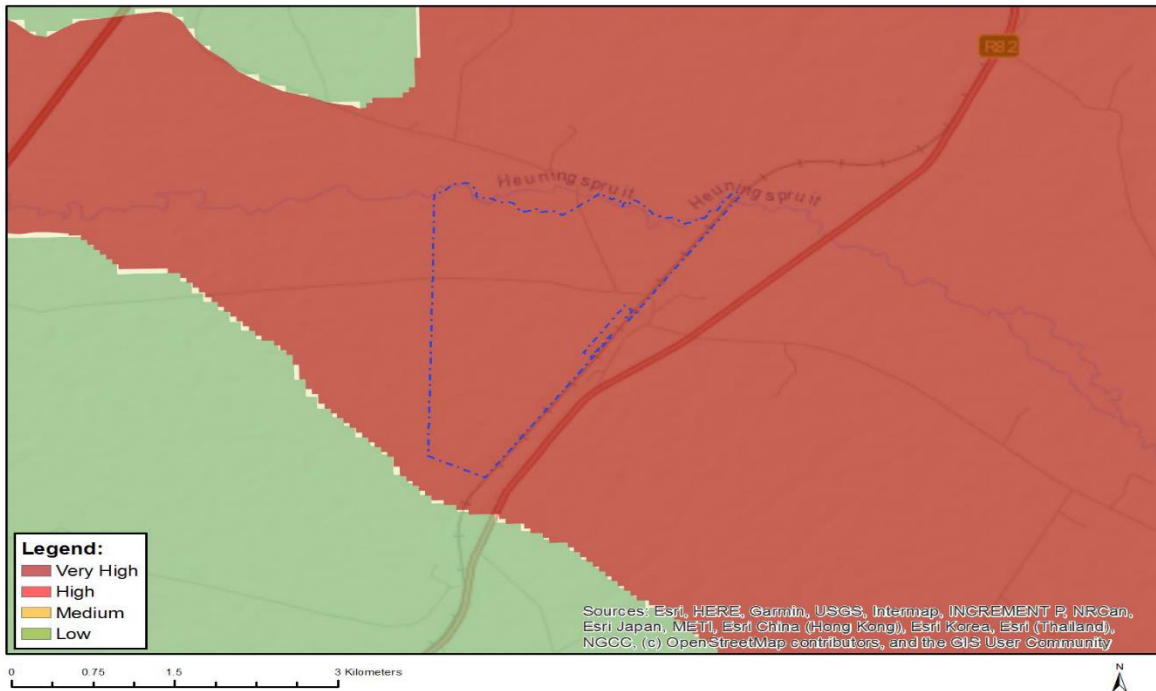 R82
Heuningspruit
Heuningspruit
Legend:
Very High
High
Medium
Low
Sources: Esri, HERE, Garmin, USGS, Intermap, INCREMENT P, NRCan,
Esri Japan, METI, Esri China (Hong Kong), Esri Korea, Esri (Thailand),
NGCC, (c) OpenStreetMap contributors, and the GIS User Community
0 0.75 1.5 3 Kilometers
N